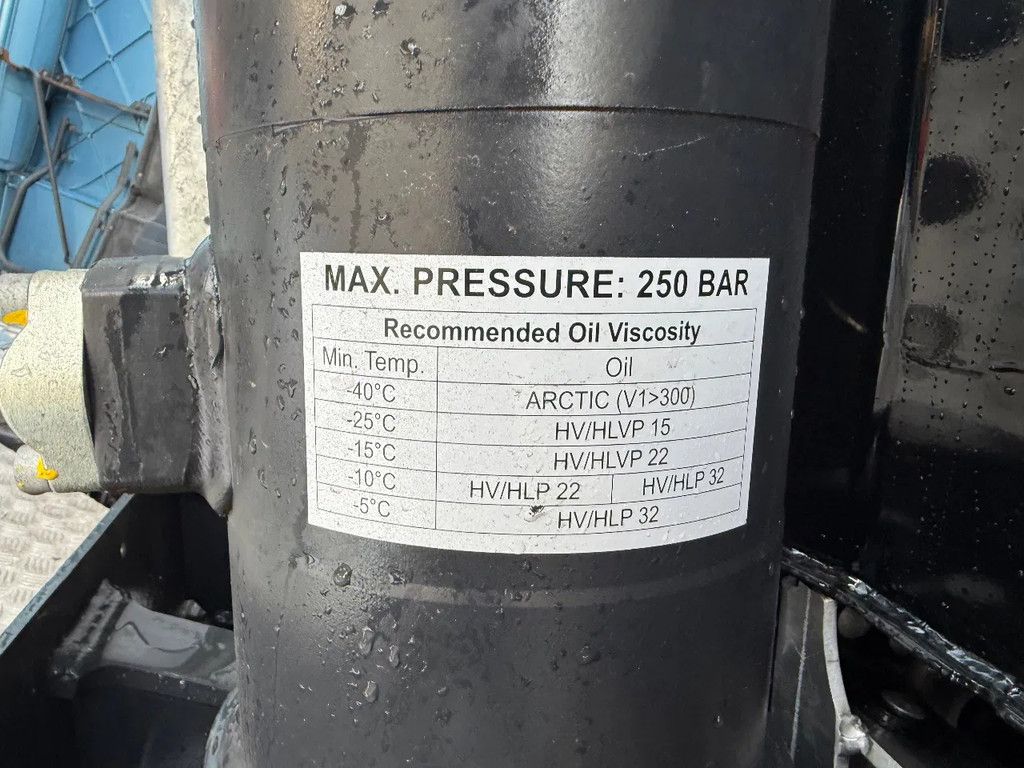 MAX. PRESSURE: 250 BAR
Recommended Oil Viscosity
Min. Temp. Oil
-40°C ARCTIC (V1>300)
-25°C HV/HLVP 15
-15°C HV/HLVP 22
-10°C HV/HLP 22 HV/HLP 32
-5°C HV/HLP 32